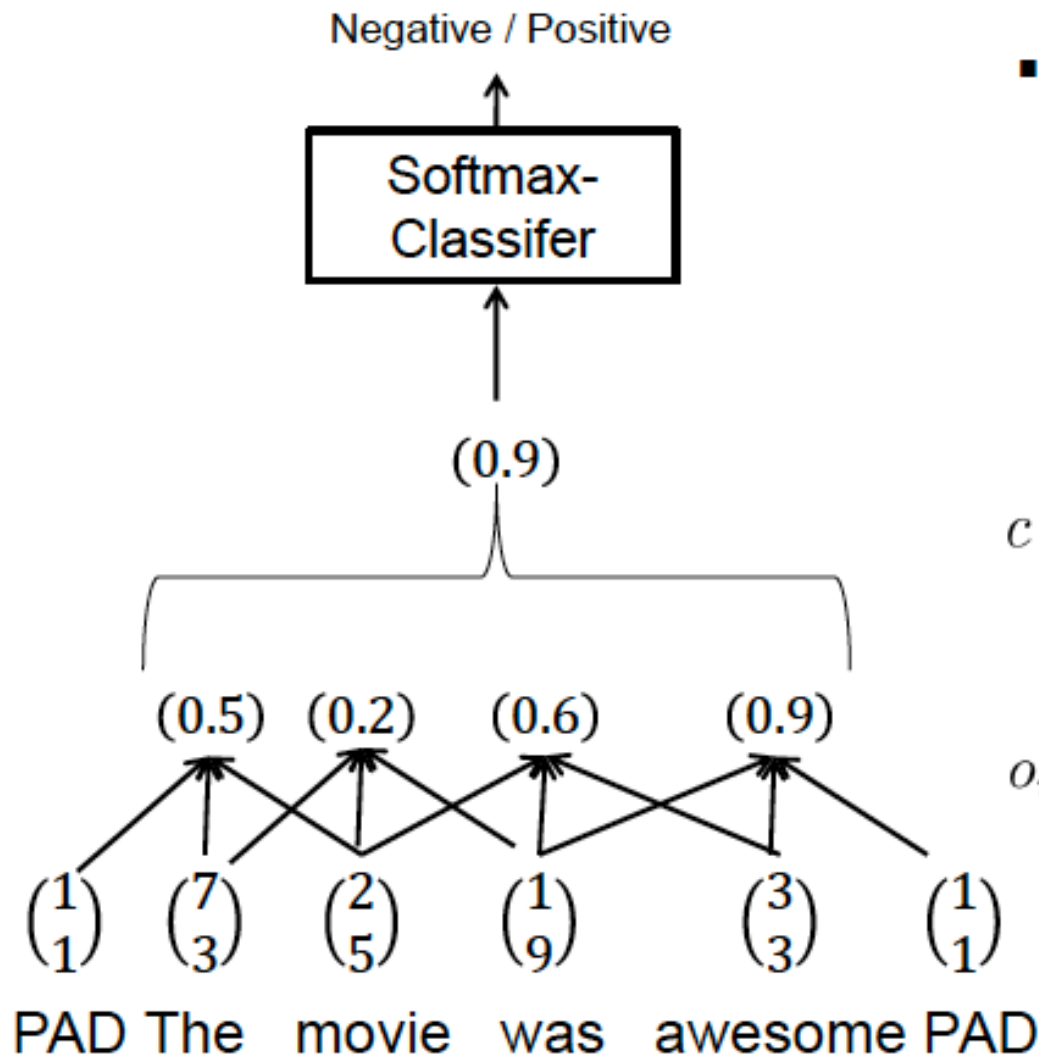 Negative / Positive
▪
Softmax-
Classifer
(0.9)
c
(0.5) (0.2) (0.6) (0.9)
o
(1 1) (7 3) (2 5) (1 9) (3 3) (1 1)
PAD The movie was awesome PAD